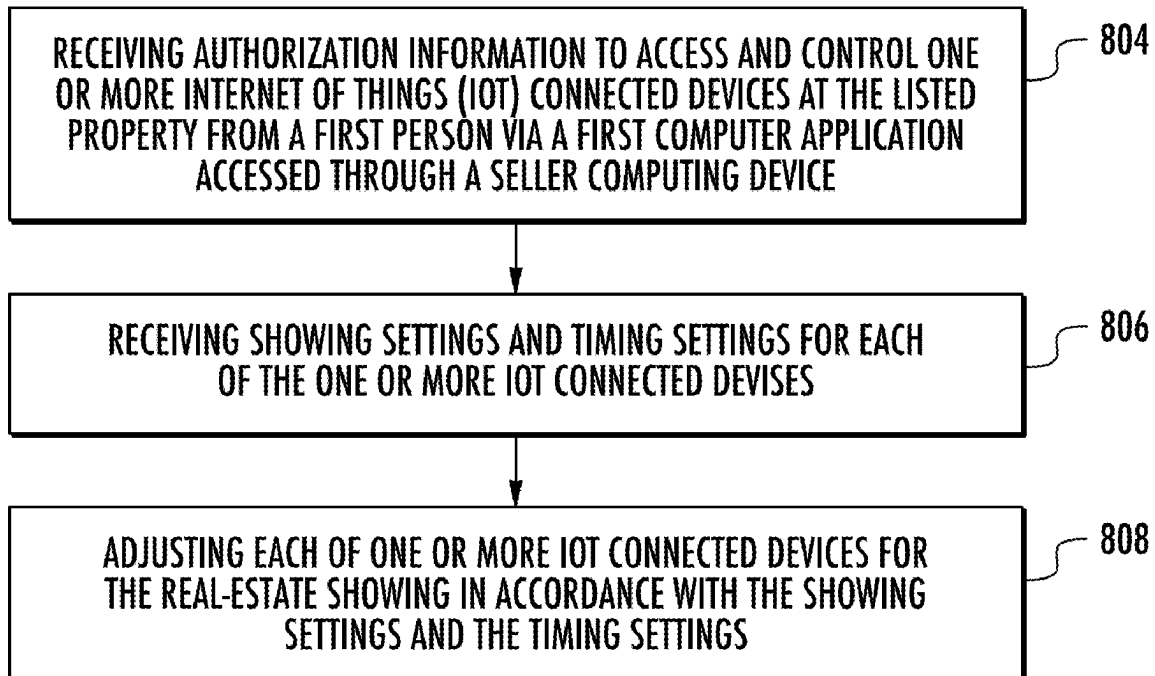 RECEIVING AUTHORIZATION INFORMATION TO ACCESS AND CONTROL ONE
OR MORE INTERNET OF THINGS (IOT) CONNECTED DEVICES AT THE LISTED
PROPERTY FROM A FIRST PERSON VIA A FIRST COMPUTER APPLICATION
ACCESSED THROUGH A SELLER COMPUTING DEVICE
804
RECEIVING SHOWING SETTINGS AND TIMING SETTINGS FOR EACH
OF THE ONE OR MORE IOT CONNECTED DEVISES
806
ADJUSTING EACH OF ONE OR MORE IOT CONNECTED DEVICES FOR
THE REAL-ESTATE SHOWING IN ACCORDANCE WITH THE SHOWING
SETTINGS AND THE TIMING SETTINGS
808